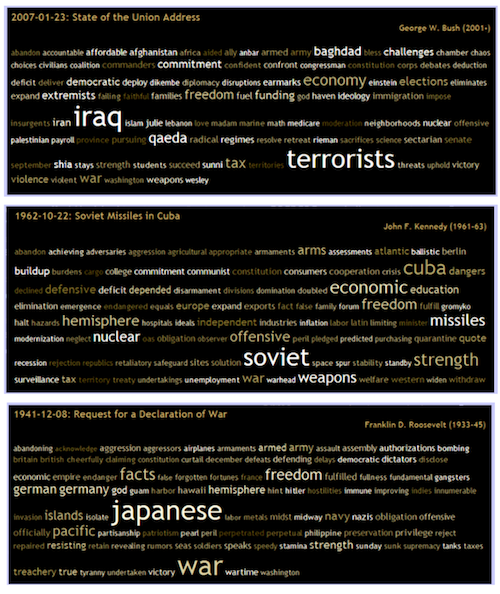 2007-01-23: State of the Union Address
George W. Bush (2001-)
abandon accountable affordable afghanistan africa aided ally anbar armed army baghdad bless challenges chamber chaos
choices civilians coalition commanders commitment confident confront congressman constitution corps debates deduction
deficit deliver democratic deploy dikembe diplomacy disruptions earmarks economy einstein elections eliminates
expand extremists failing faithful families freedom fuel funding god haven ideology immigration impose
insurgents iran iraq islam julie lebanon love madam marine math medicare moderation neighborhoods nuclear offensive
palestinian payroll province pursuing qaeda radical regimes resolve retreat rieman sacrifices science sectarian senate
september shia stays strength students succeed sunni tax territories terrorists threats uphold victory
violence violent war washington weapons wesley
1962-10-22: Soviet Missiles in Cuba
John F. Kennedy (1961-63)
abandon achieving adversaries aggression agricultural appropriate armaments arms assessments atlantic ballistic berlin
buildup burdens cargo college commitment communist constitution consumers cooperation crisis cuba dangers
declined defensive deficit depended disarmament divisions domination doubled economic education
elimination emergence endangered equals europe expand exports fact false family forum freedom fulfill gromyko
halt hazards hemisphere hospitals ideals independent industries inflation labor latin limiting minister missiles
modernization neglect nuclear oas obligation observer offensive peril pledged predicted purchasing quarantine quote
recession rejection republics retaliatory safeguard sites solution soviet space spur stability standby strength
surveillance tax territory treaty undertakings unemployment war warhead weapons welfare western widen withdraw
1941-12-08: Request for a Declaration of War
Franklin D. Roosevelt (1933-45)
abandoning acknowledge aggression aggressors airplanes armaments armed army assault assembly authorizations bombing
britain british cheerfully claiming constitution curtail december defeats defending delays democratic dictators disclose
economic empire endanger facts false forgotten fortunes france freedom fulfilled fullness fundamental gangsters
german germany god guam harbor hawaii hemisphere hint hitler hostilities immune improving indies innumerable
invasion islands isolate japanese labor metals midst midway navy nazis obligation offensive
officially pacific partisanship patriotism pearl peril perpetrated perpetual philippine preservation privilege reject
repaired resisting retain revealing rumors seas soldiers speaks speedy stamina strength sunday sunk supremacy tanks taxes
treachery true tyranny undertaken victory war wartime washington